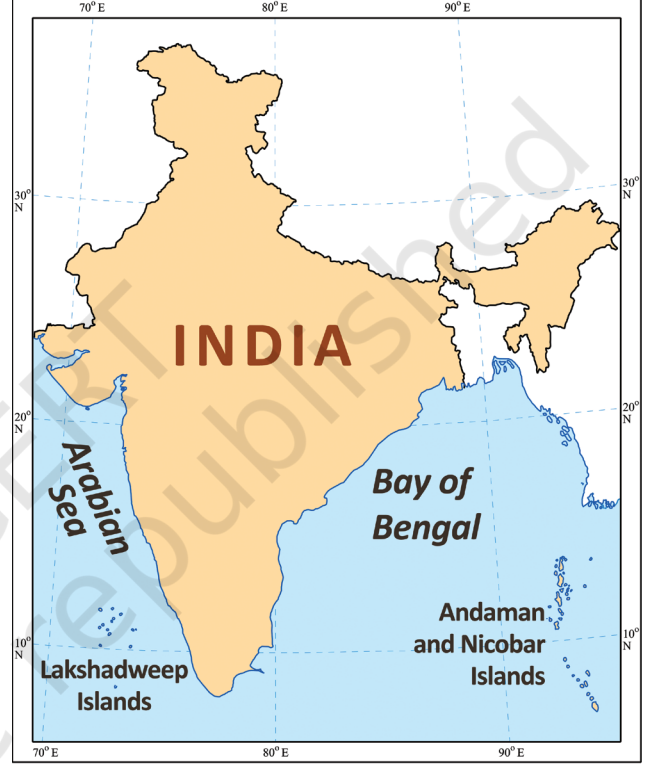 70° E 80° E 90° E
30° N
30° N
INDIA
20° N
20° N
Arabian
Sea
Bay of
Bengal
Andaman
and Nicobar
Islands
10° N
10° N
Lakshadweep
Islands
70° E 80° E 90° E
republished